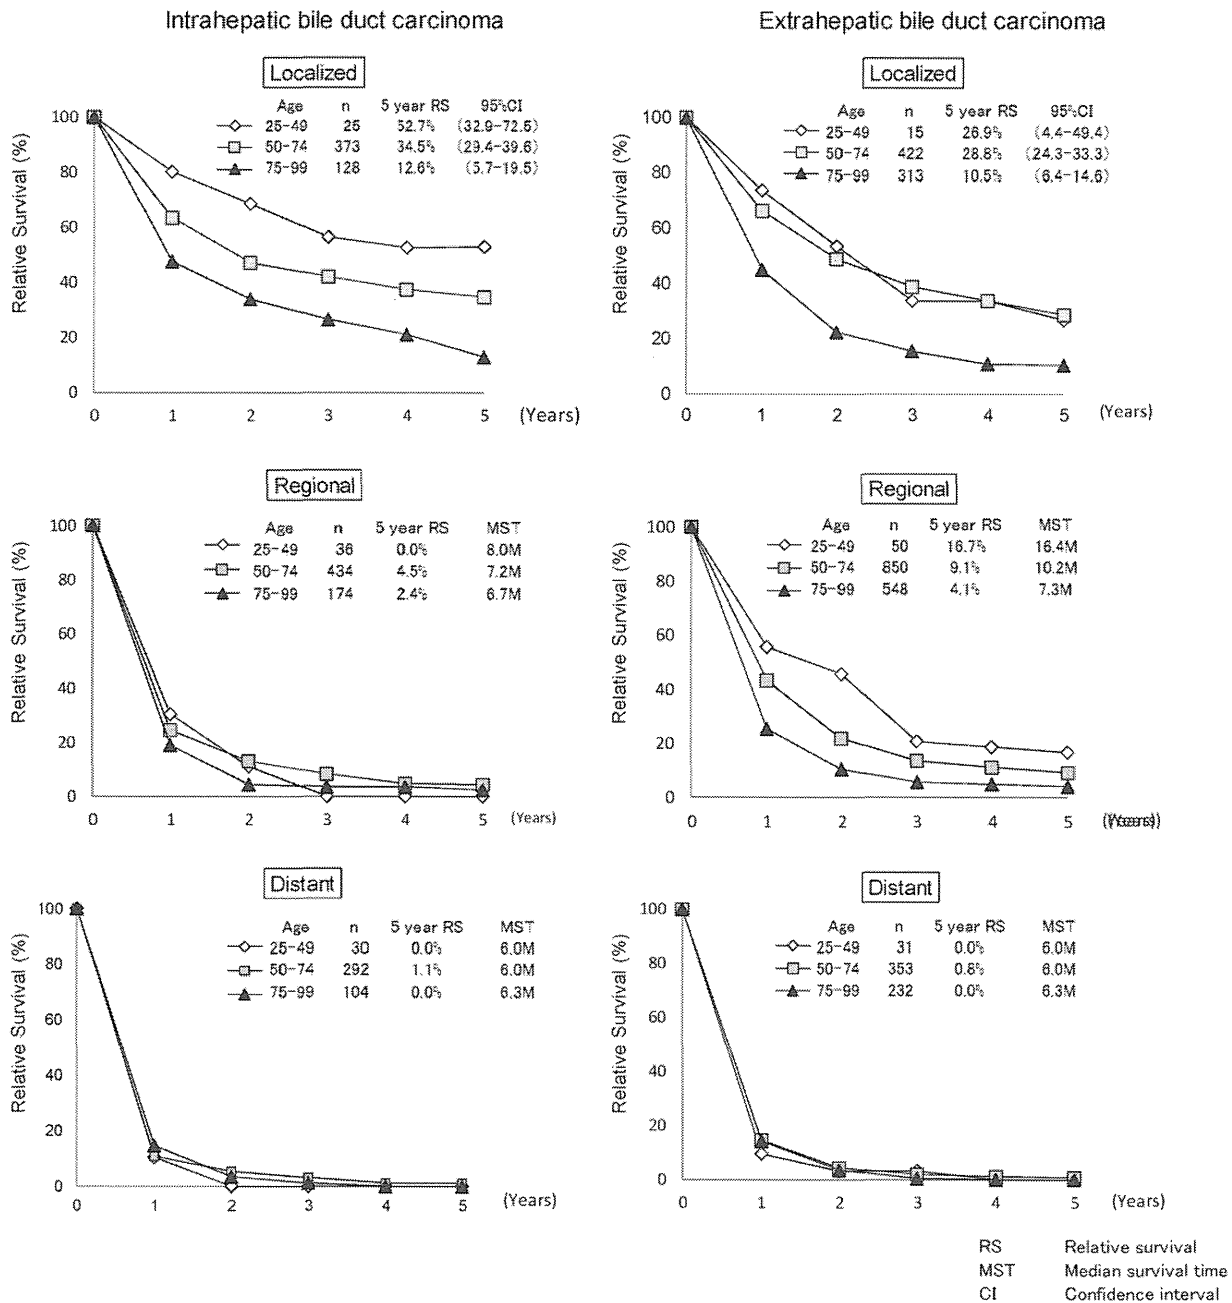 Intrahepatic bile duct carcinoma
Localized
Age n 5 year RS 95%CI
25-49 25 52.7% (32.9-72.5)
50-74 373 34.5% (29.4-39.6)
75-99 128 12.6% (5.7-19.5)
Relative Survival (%)
100
80
60
40
20
0
0 1 2 3 4 5 (Years)
Extrahepatic bile duct carcinoma
Localized
Age n 5 year RS 95%CI
25-49 15 26.9% (4.4-49.4)
50-74 422 28.8% (24.3-33.3)
75-99 313 10.5% (6.4-14.6)
Relative Survival (%)
100
80
60
40
20
0
0 1 2 3 4 5 (Years)
Regional
Age n 5 year RS MST
25-49 36 0.0% 8.0M
50-74 434 4.5% 7.2M
75-99 174 2.4% 6.7M
Relative Survival (%)
100
80
60
40
20
0
0 1 2 3 4 5 (Years)
Regional
Age n 5 year RS MST
25-49 50 16.7% 16.4M
50-74 850 9.1% 10.2M
75-99 548 4.1% 7.3M
Relative Survival (%)
100
80
60
40
20
0
0 1 2 3 4 5 (Years)
Distant
Age n 5 year RS MST
25-49 30 0.0% 6.0M
50-74 292 1.1% 6.0M
75-99 104 0.0% 6.3M
Relative Survival (%)
100
80
60
40
20
0
0 1 2 3 4 5 (Years)
Distant
Age n 5 year RS MST
25-49 31 0.0% 6.0M
50-74 353 0.8% 6.0M
75-99 232 0.0% 6.3M
Relative Survival (%)
100
80
60
40
20
0
0 1 2 3 4 5 (Years)
RS Relative survival
MST Median survival time
CI Confidence interval